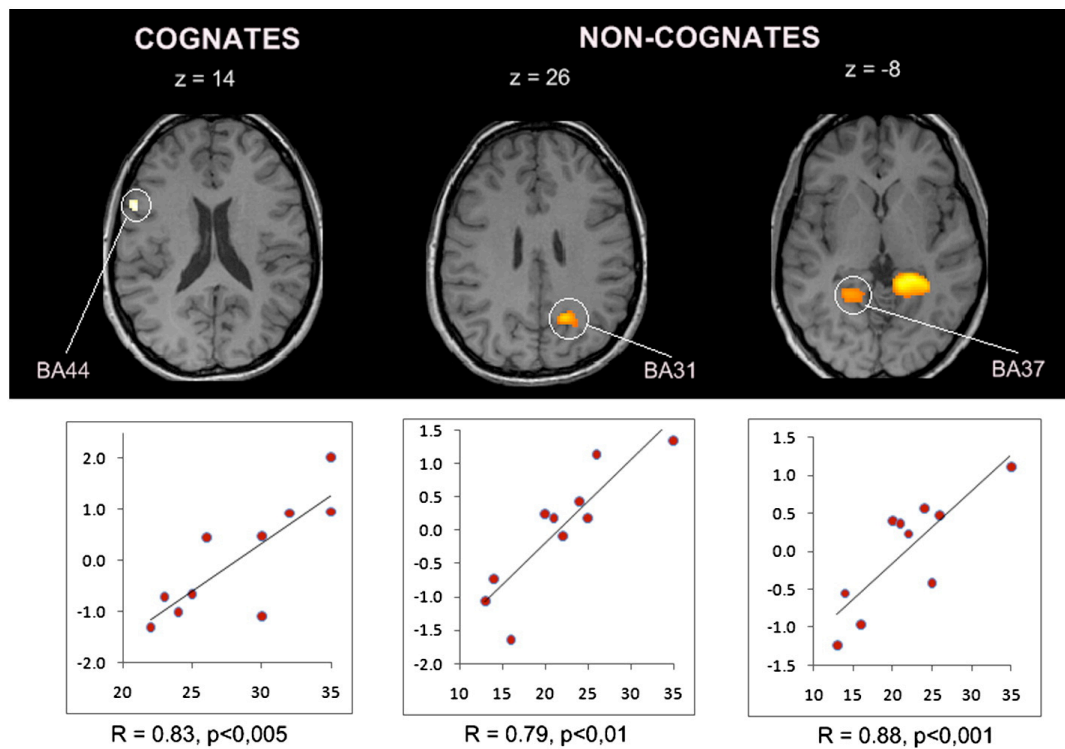 COGNATES
NON-COGNATES
z = 14
z = 26
z = -8
BA44
BA31
BA37
2.0
1.0
0.0
-1.0
-2.0
20 25 30 35
R = 0.83, p<0,005
1.5
1.0
0.5
0.0
-0.5
-1.0
-1.5
-2.0
10 15 20 25 30 35
R = 0.79, p<0,01
1.5
1.0
0.5
0.0
-0.5
-1.0
-1.5
10 15 20 25 30 35
R = 0.88, p<0,001